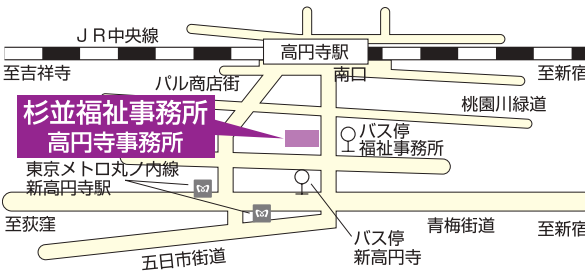 JR中央線
高円寺駅
至吉祥寺
南口
至新宿
パル商店街
桃園川緑道
杉並福祉事務所
高円寺事務所
バス停
福祉事務所
東京メトロ丸ノ内線
新高円寺駅
至荻窪
青梅街道
至新宿
バス停
新高円寺
五日市街道